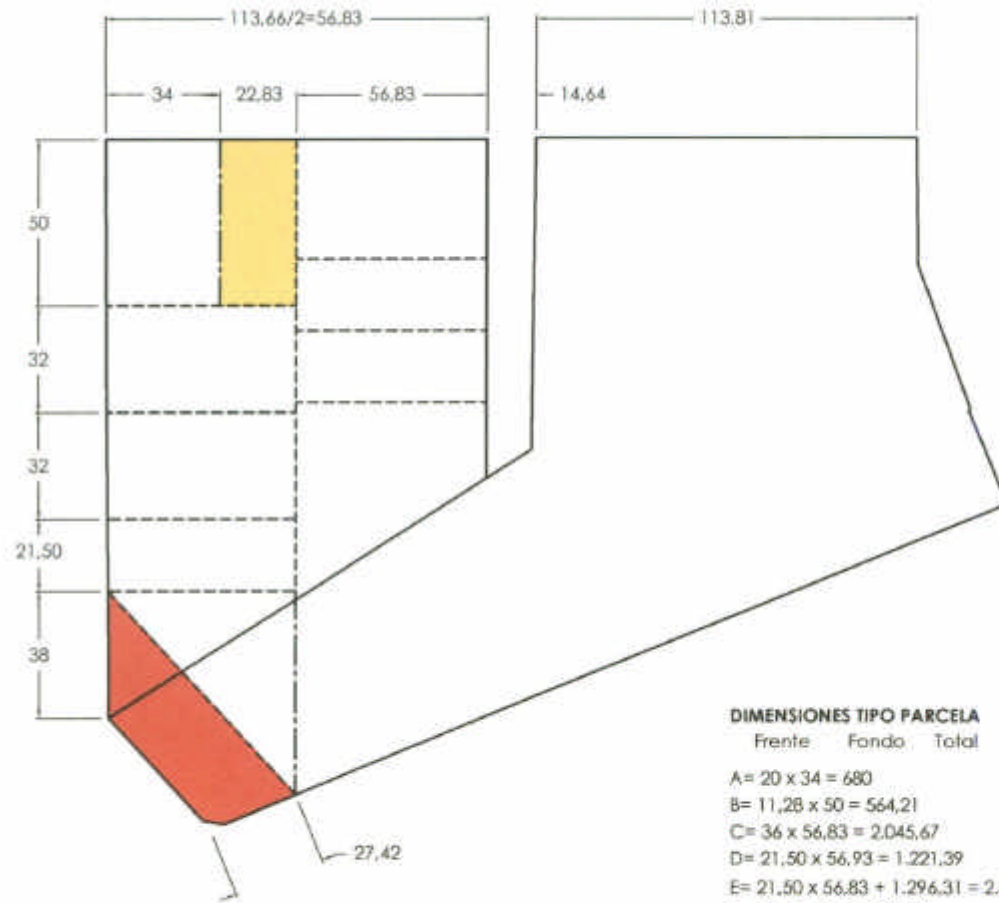 113,66/2=56,83
113,81
34
22,83
56,83
14,64
50
32
32
21,50
38
27,42
DIMENSIONES TIPO PARCELA
Frente Fondo Total
A= 20 x 34 = 680
B= 11,28 x 50 = 564,21
C= 36 x 56,83 = 2.045,67
D= 21,50 x 56,93 = 1.221,39
E= 21,50 x 56,83 + 1.296,31 = 2.